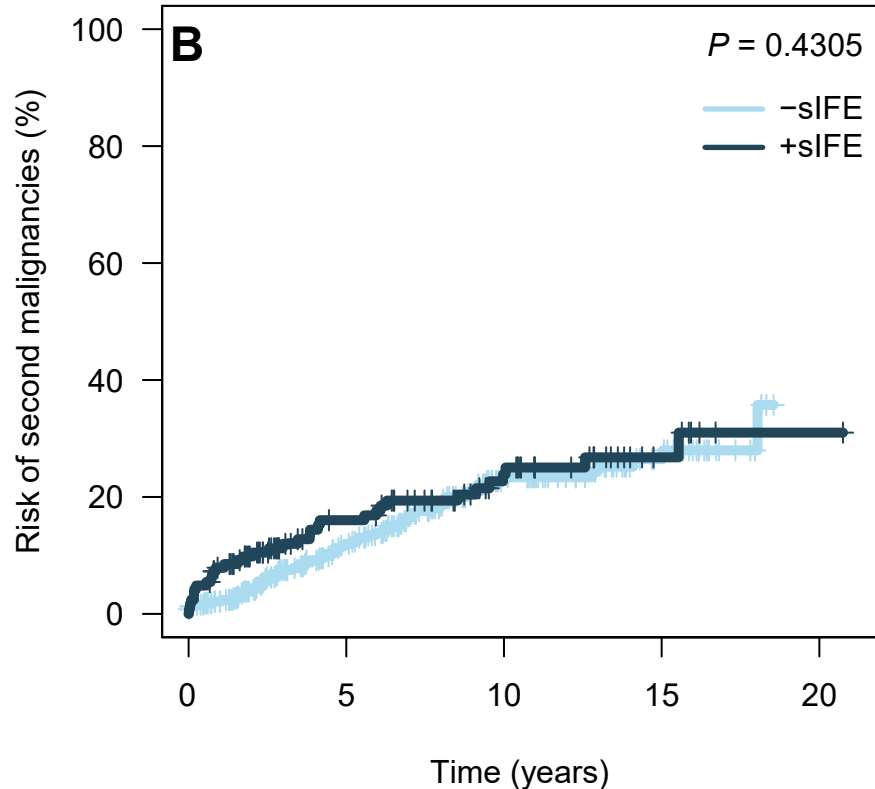 B
P = 0.4305
−sIFE
+sIFE
Risk of second malignancies (%)
100
80
60
40
20
0
0 5 10 15 20
Time (years)